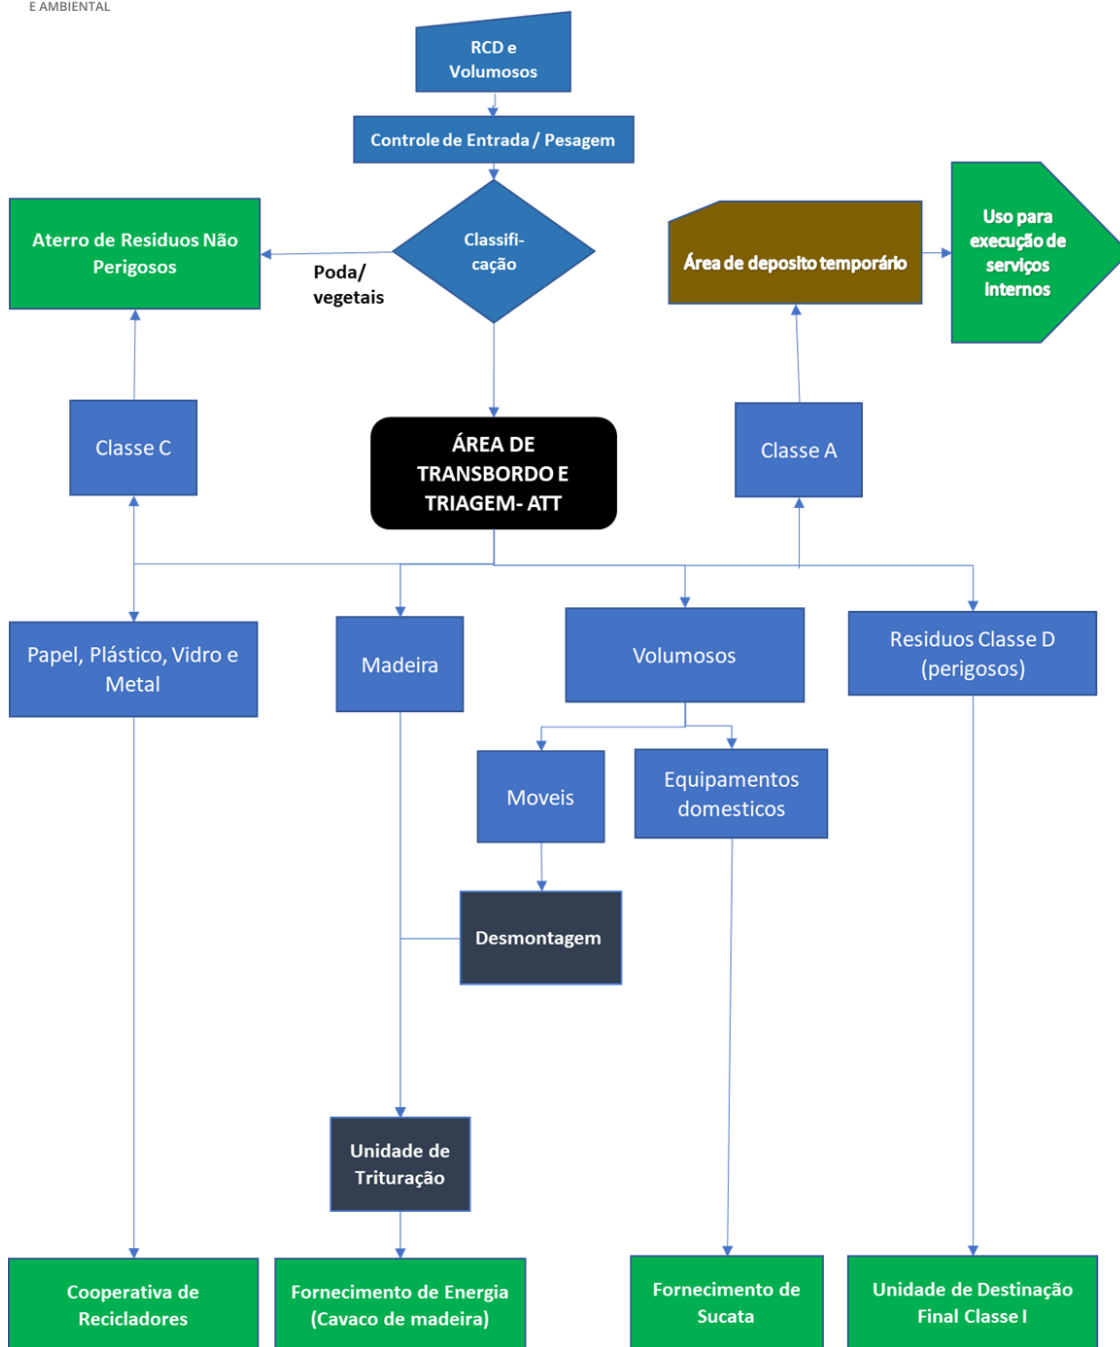 E AMBIENTAL
RCD e
Volumosos
Controle de Entrada / Pesagem
Classifi-
cação
Poda/
vegetais
Aterro de Residuos Não
Perigosos
Área de deposito temporário
Uso para
execução de
serviços
internos
Classe C
ÁREA DE
TRANSBORDO E
TRIAGEM- ATT
Classe A
Papel, Plástico, Vidro e
Metal
Madeira
Volumosos
Residuos Classe D
(perigosos)
Moveis
Equipamentos
domesticos
Desmontagem
Unidade de
Trituração
Cooperativa de
Recicladores
Fornecimento de Energia
(Cavaco de madeira)
Fornecimento de
Sucata
Unidade de Destinação
Final Classe I